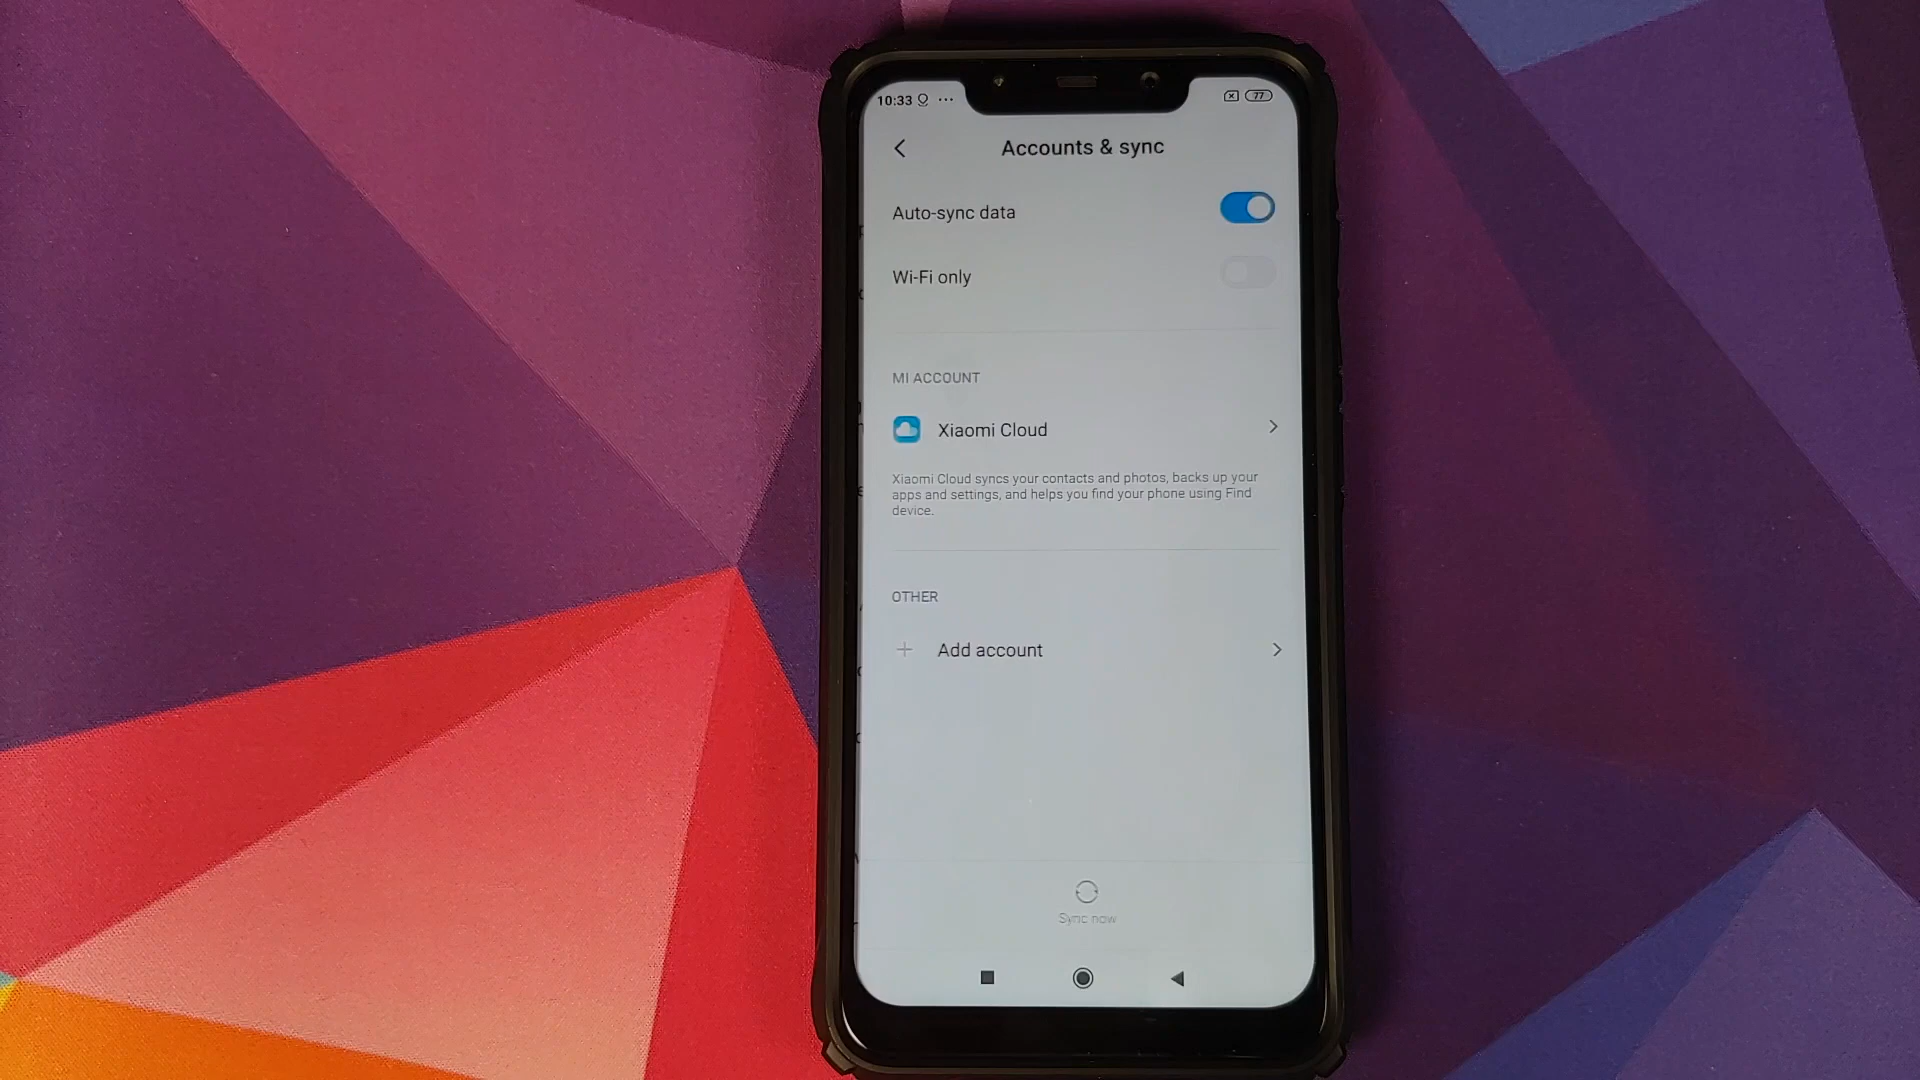 10:33 ...
77
Accounts & sync
Auto-sync data
Wi-Fi only
MI ACCOUNT
Xiaomi Cloud
Xiaomi Cloud syncs your contacts and photos, backs up your
apps and settings, and helps you find your phone using Find
device.
OTHER
Add account
Sync now